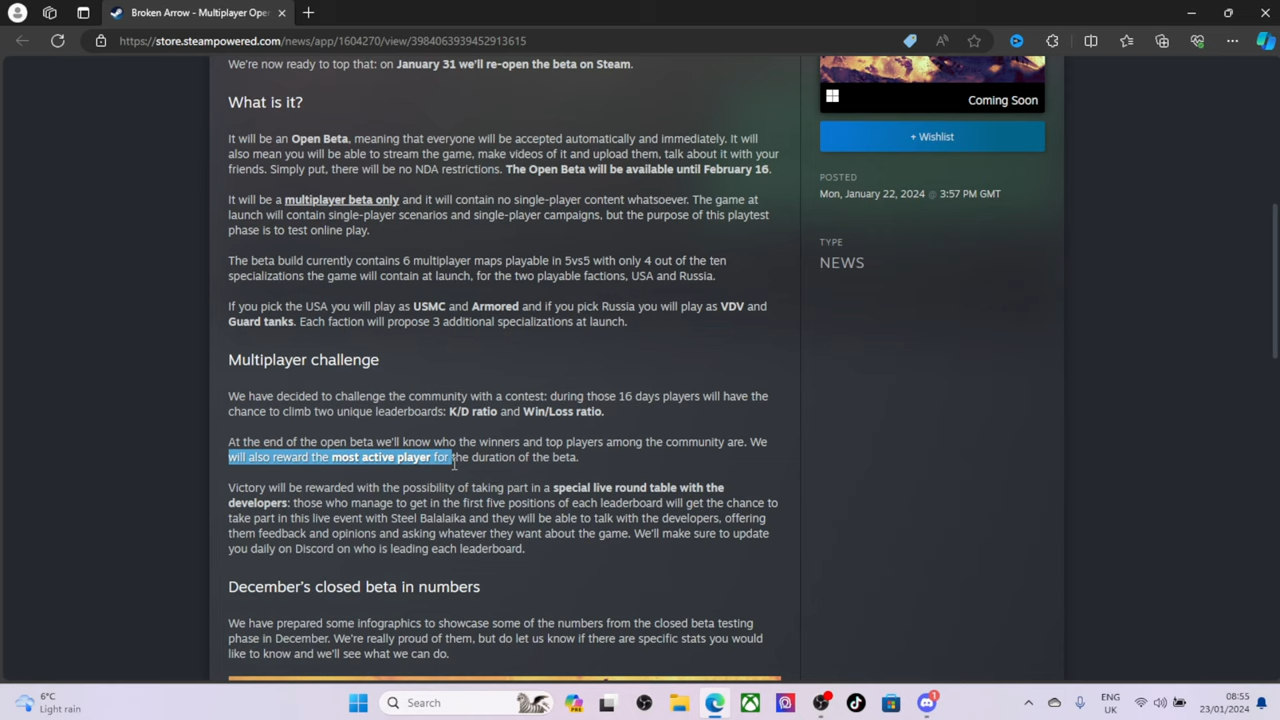 Broken Arrow - Multiplayer Oper
https://store.steampowered.com/news/app/1604270/view/3984063939452913615
We're now ready to top that: on January 31 we'll re-open the beta on Steam.
What is it?
It will be an Open Beta, meaning that everyone will be accepted automatically and immediately. It will
also mean you will be able to stream the game, make videos of it and upload them, talk about it with your
friends. Simply put, there will be no NDA restrictions. The Open Beta will be available until February 16.
It will be a multiplayer beta only and it will contain no single-player content whatsoever. The game at
launch will contain single-player scenarios and single-player campaigns, but the purpose of this playtest
phase is to test online play.
The beta build currently contains 6 multiplayer maps playable in 5vs5 with only 4 out of the ten
specializations the game will contain at launch, for the two playable factions, USA and Russia.
If you pick the USA you will play as USMC and Armored and if you pick Russia you will play as VDV and
Guard tanks. Each faction will propose 3 additional specializations at launch.
Multiplayer challenge
We have decided to challenge the community with a contest: during those 16 days players will have the
chance to climb two unique leaderboards: K/D ratio and Win/Loss ratio.
At the end of the open beta we'll know who the winners and top players among the community are. We
will also reward the most active player for the duration of the beta.
Victory will be rewarded with the possibility of taking part in a special live round table with the
developers: those who manage to get in the first five positions of each leaderboard will get the chance to
take part in this live event with Steel Balalaika and they will be able to talk with the developers, offering
them feedback and opinions and asking whatever they want about the game. We'll make sure to update
you daily on Discord on who is leading each leaderboard.
December's closed beta in numbers
We have prepared some infographics to showcase some of the numbers from the closed beta testing
phase in December. We're really proud of them, but do let us know if there are specific stats you would
like to know and we'll see what we can do.
Coming Soon
+ Wishlist
POSTED
Mon, January 22, 2024 @ 3:57 PM GMT
TYPE
NEWS
6°C
Light rain
Search
PRE
1
ENG
UK
08:55
23/01/2024